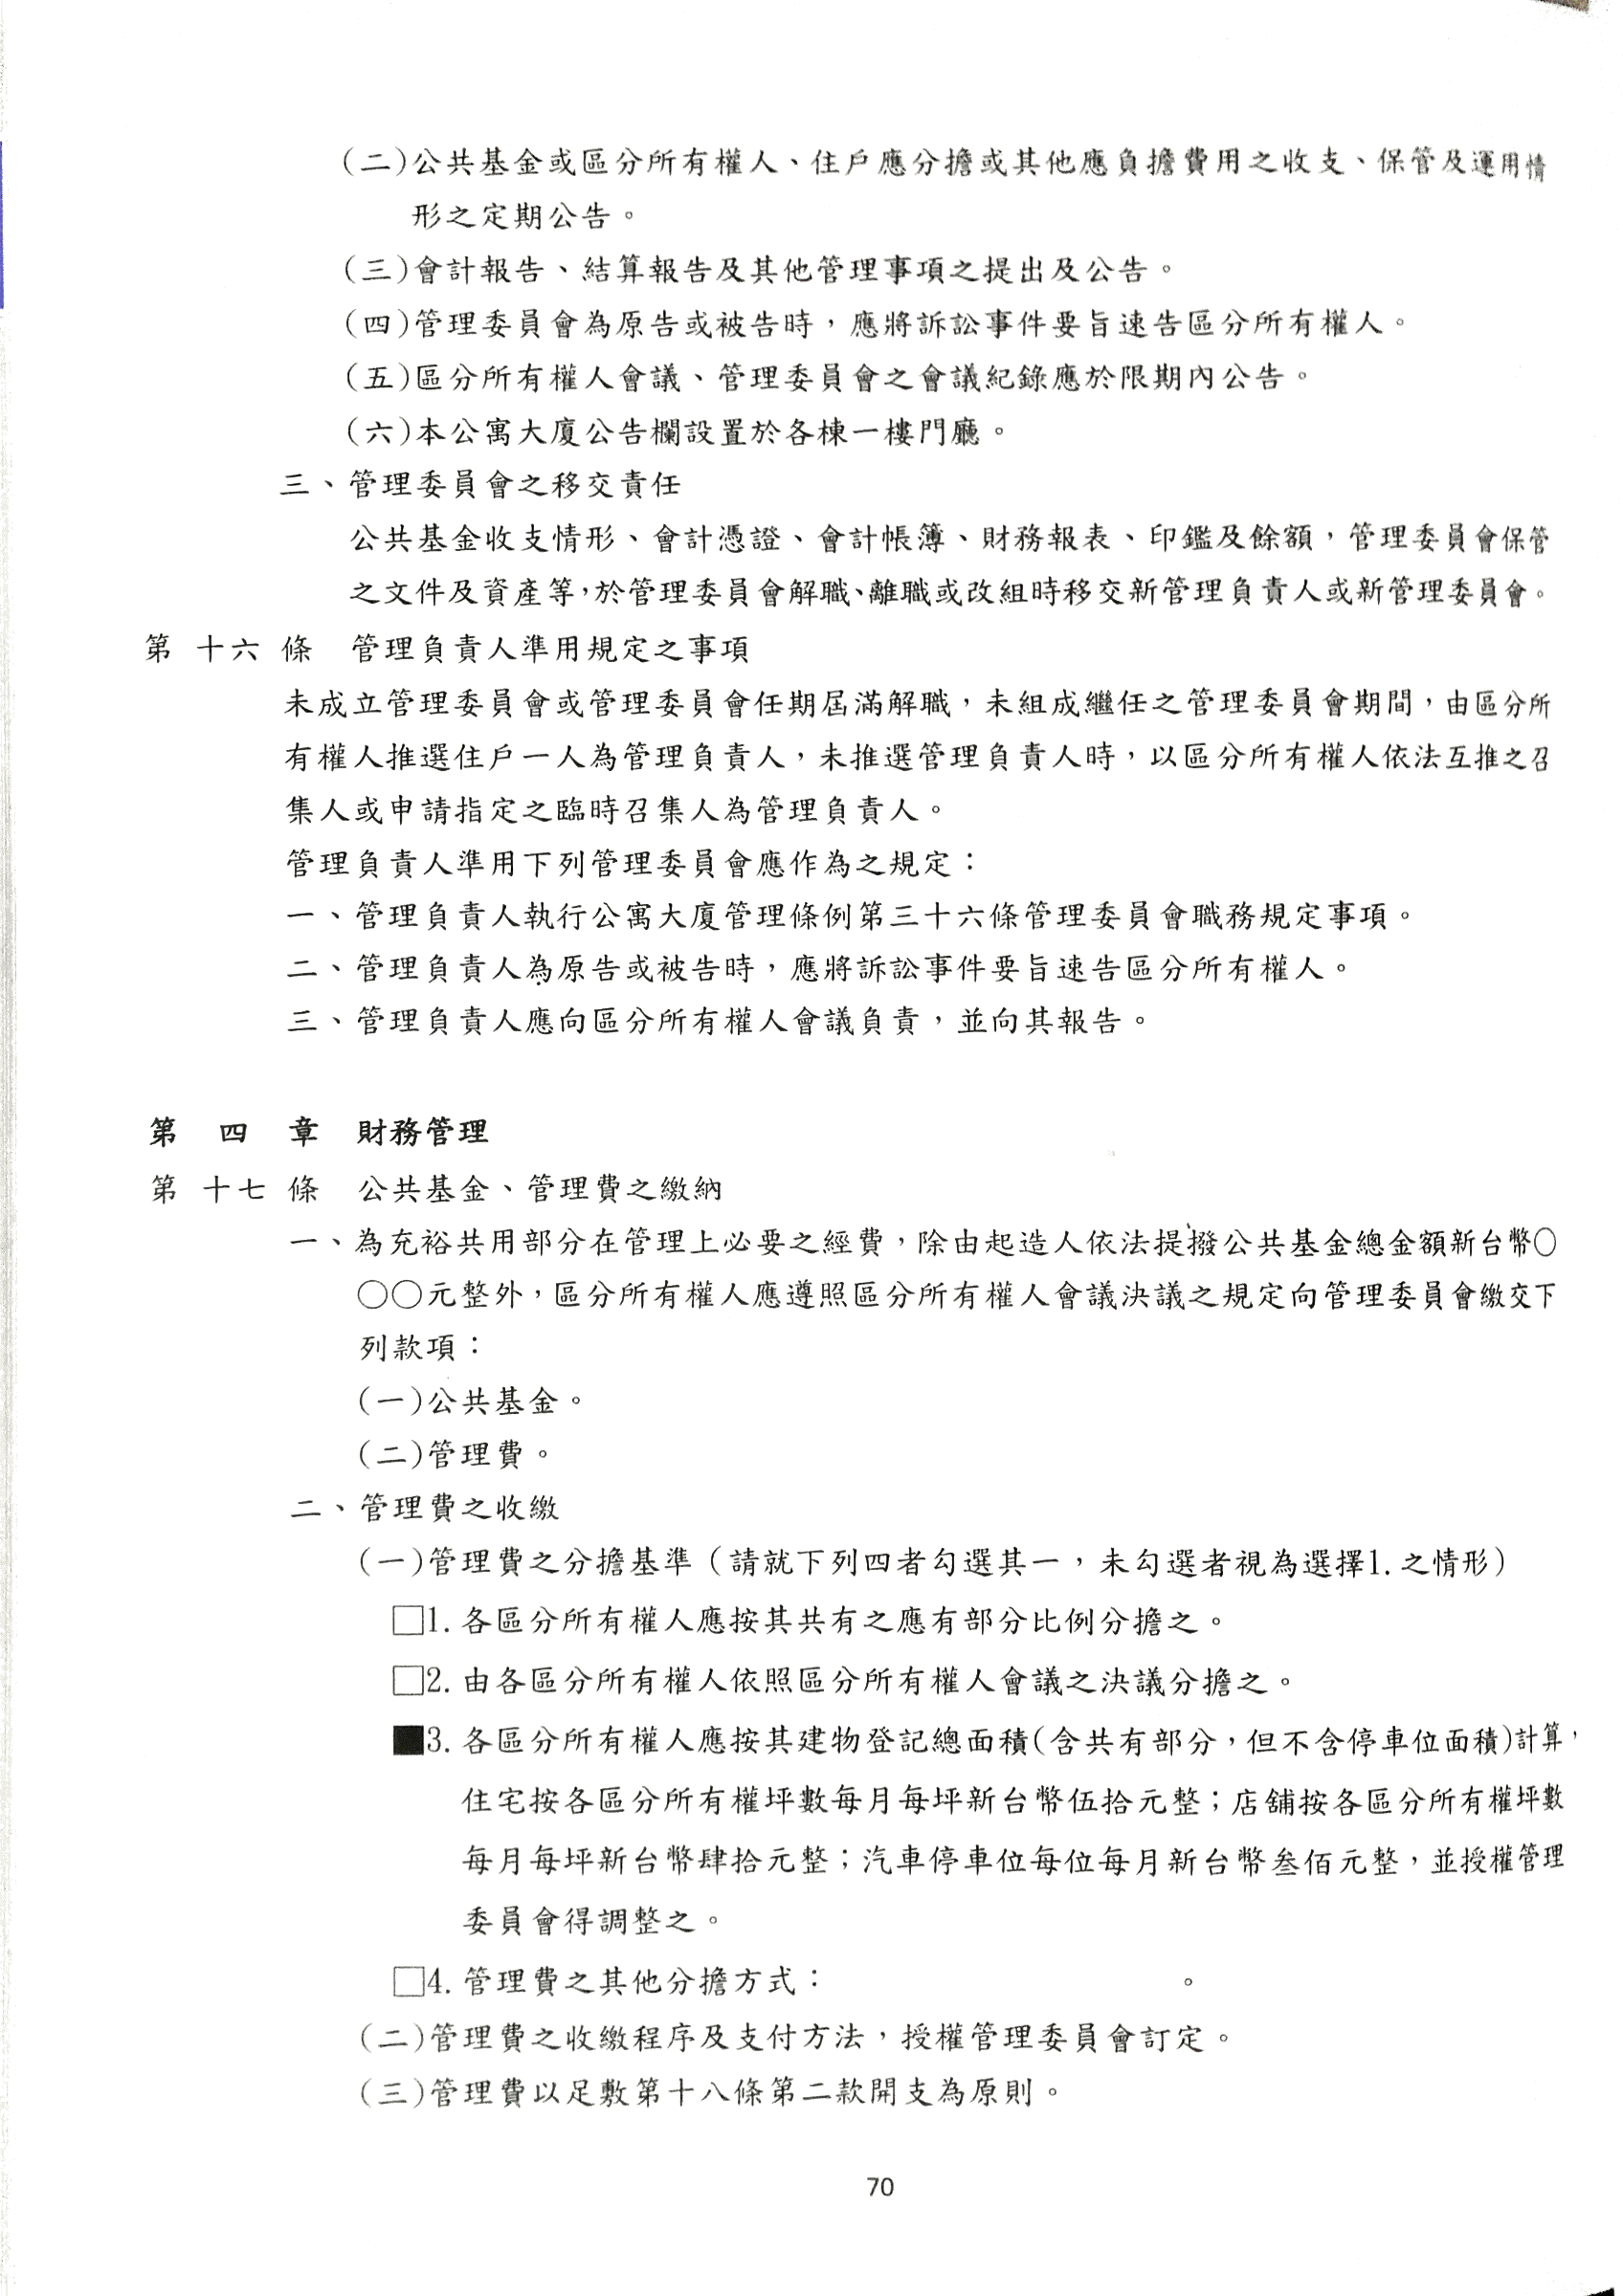 (二)公共基金或區分所有權人、住戶應分擔或其他應負擔費用之收支、保管及運用情
形之定期公告。
(三)會計報告、結算報告及其他管理事項之提出及公告。
(四)管理委員會為原告或被告時，應將訴訟事件要旨速告區分所有權人。
(五)區分所有權人會議、管理委員會之會議紀錄應於限期內公告。
(六)本公寓大廈公告欄設置於各棟一樓門廳。
三、管理委員會之移交責任
公共基金收支情形、會計憑證、會計帳簿、財務報表、印鑑及餘額，管理委員會保管
之文件及資產等，於管理委員會解職、離職或改組時移交新管理負責人或新管理委員會。
第 十六 條 管理負責人準用規定之事項
未成立管理委員會或管理委員會任期屆滿解職，未組成繼任之管理委員會期間，由區分所
有權人推選住戶一人為管理負責人，未推選管理負責人時，以區分所有權人依法互推之召
集人或申請指定之臨時召集人為管理負責人。
管理負責人準用下列管理委員會應作為之規定：
一、管理負責人執行公寓大廈管理條例第三十六條管理委員會職務規定事項。
二、管理負責人為原告或被告時，應將訴訟事件要旨速告區分所有權人。
三、管理負責人應向區分所有權人會議負責，並向其報告。
第 四 章 財務管理
第 十七 條 公共基金、管理費之繳納
一、為充裕共用部分在管理上必要之經費，除由起造人依法提撥公共基金總金額新台幣○
○○元整外，區分所有權人應遵照區分所有權人會議決議之規定向管理委員會繳交下
列款項：
(一)公共基金。
(二)管理費。
二、管理費之收繳
(一)管理費之分擔基準（請就下列四者勾選其一，未勾選者視為選擇1.之情形）
□1.各區分所有權人應按其共有之應有部分比例分擔之。
□2.由各區分所有權人依照區分所有權人會議之決議分擔之。
■3.各區分所有權人應按其建物登記總面積(含共有部分，但不含停車位面積)計算，
住宅按各區分所有權坪數每月每坪新台幣伍拾元整；店舖按各區分所有權坪數
每月每坪新台幣肆拾元整；汽車停車位每位每月新台幣叁佰元整，並授權管理
委員會得調整之。
□4.管理費之其他分擔方式： 。
(二)管理費之收繳程序及支付方法，授權管理委員會訂定。
(三)管理費以足敷第十八條第二款開支為原則。
70